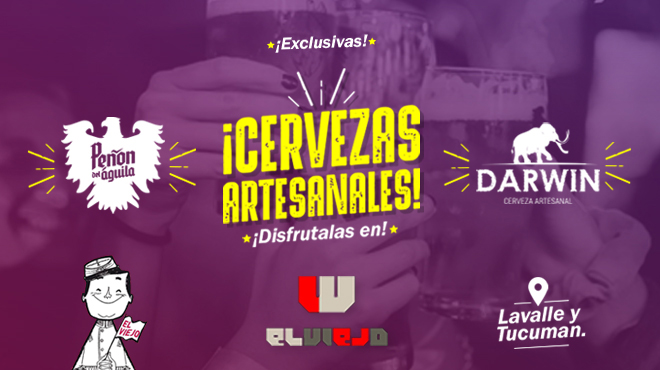 ¡Exclusivas!
¡CERVEZAS
ARTESANALES!
¡Disfrutalas en!
Peñón
del águila
DARWIN
CERVEZA ARTESANAL
EL
VIEJO
ELVIEJO
Lavalle y
Tucuman.